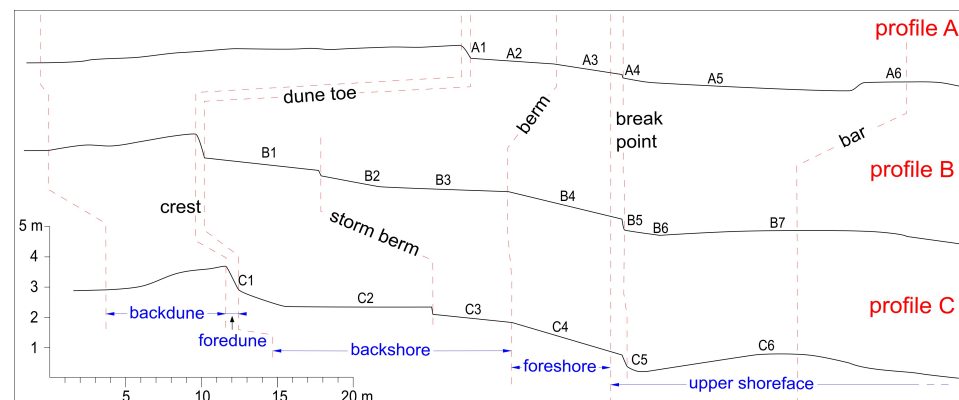 profile A
A1
A2
A3
A4
A5
A6
dune toe
berm
break
point
bar
profile B
B1
B2
B3
B4
B5
B6
B7
crest
storm berm
5 m
4
3
2
1
profile C
C1
C2
C3
C4
C5
C6
backdune
foredune
backshore
foreshore
upper shoreface
5
10
15
20 m